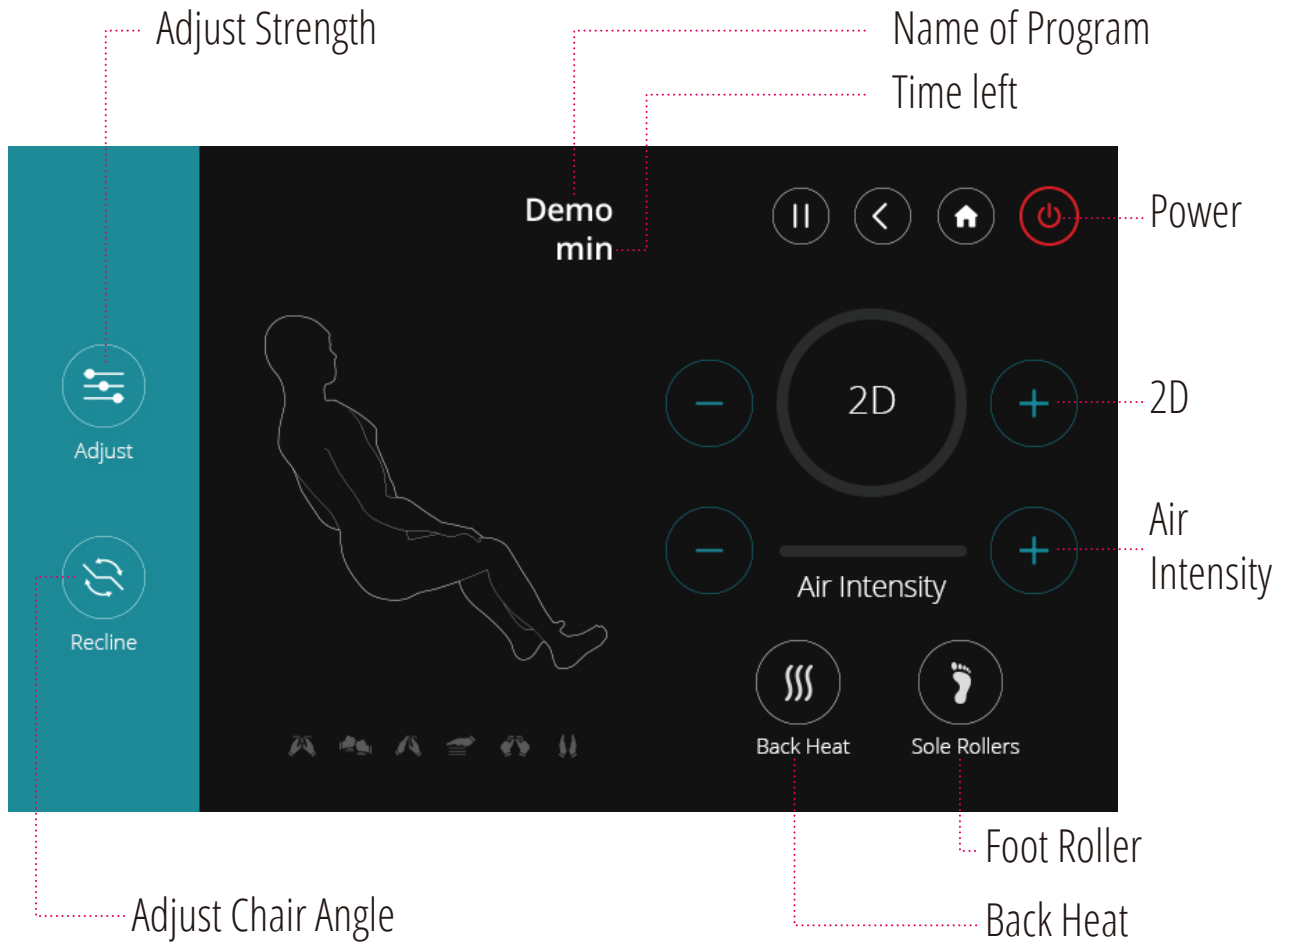 Adjust Strength
Name of Program
Time left
Demo
min
Power
2D
2D
Adjust
Air
Intensity
Air Intensity
Recline
Back Heat
Sole Rollers
Foot Roller
Adjust Chair Angle
Back Heat